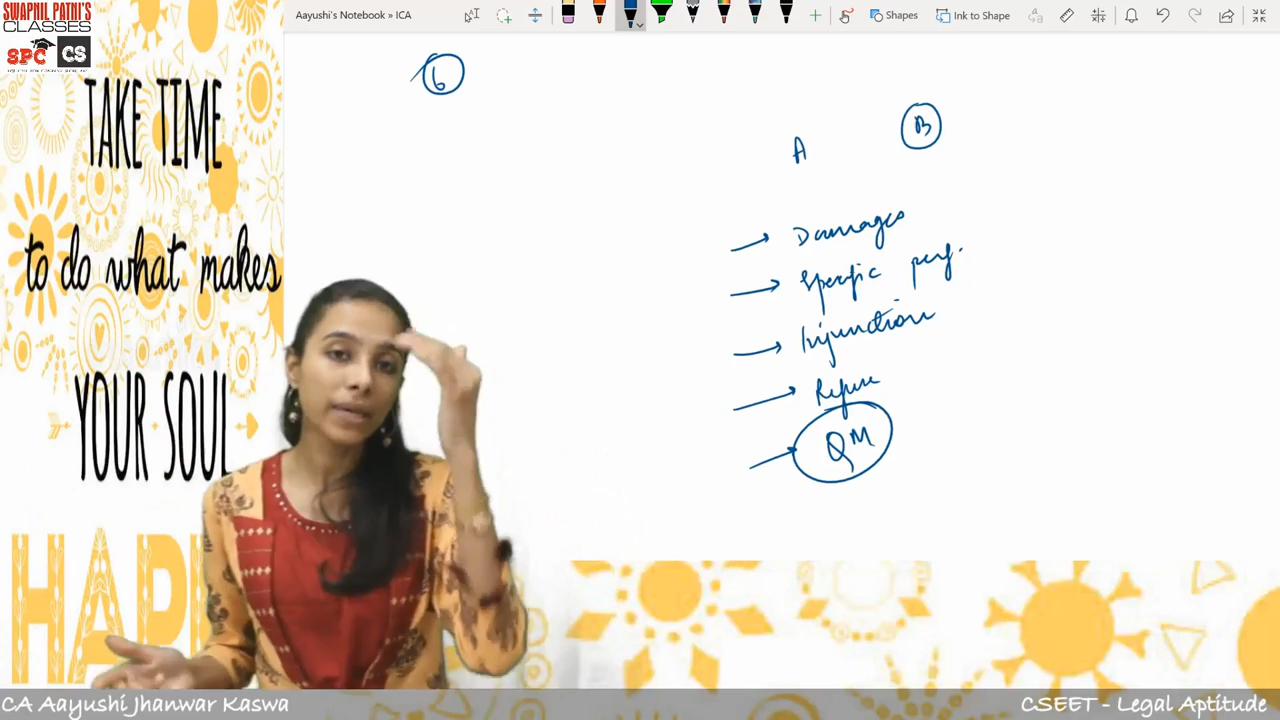 SWAPNIL PATNI'S
CLASSES
SPC CS
Aayushi's Notebook » ICA
Shapes
Ink to Shape
TAKE TIME
to do what makes
YOUR SOUL
HAPP
6
A B
Damages
Specific perf.
Injunction
QM
CA Aayushi Jhanwar Kaswa
CSEET - Legal Aptitude